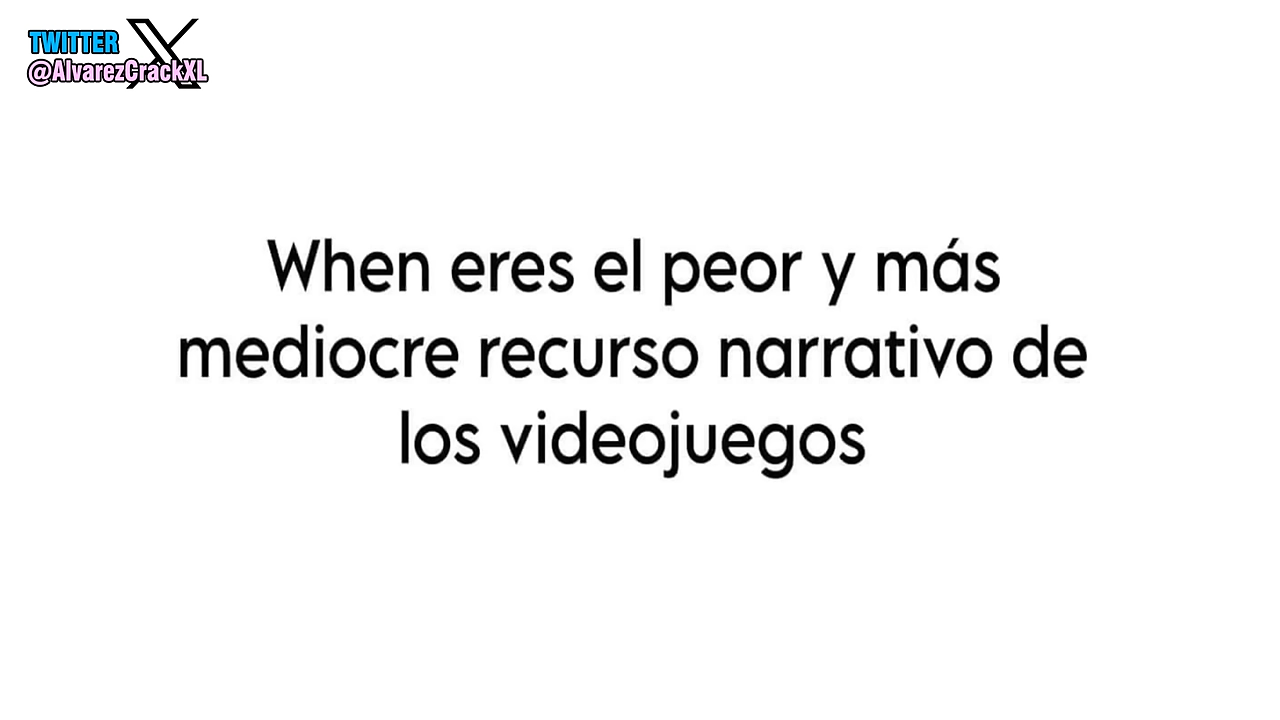 TWITTER
@AlvarezCrackXL
When eres el peor y más
mediocre recurso narrativo de
los videojuegos